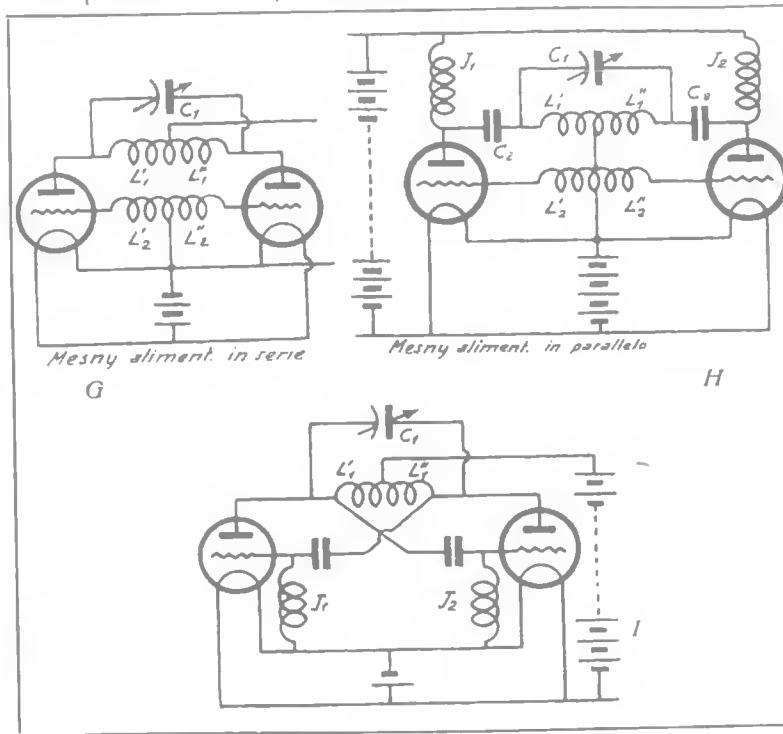 C₁
L'₁ L"₁
L'₂ L"₂
Mesny aliment. in serie
G
J₁ C₁ J₂
L'₁ L"₁
C₂ C₃
L'₂ L"₂
Mesny aliment. in parallelo
H
C₁
L'₁ L"₁
J₁ J₂
I